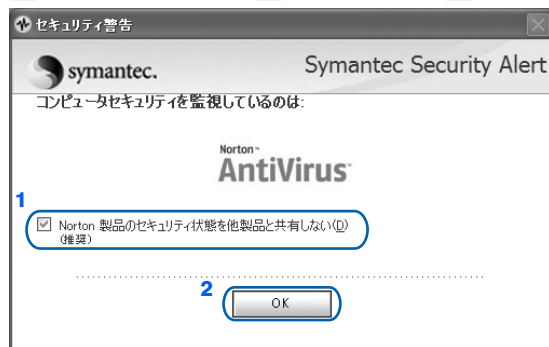 セキュリティ警告
symantec.
Symantec Security Alert
コンピュータセキュリティを監視しているのは:
Norton™
AntiVirus™
1
Norton 製品のセキュリティ状態を他製品と共有しない(D)
(推奨)
2
OK